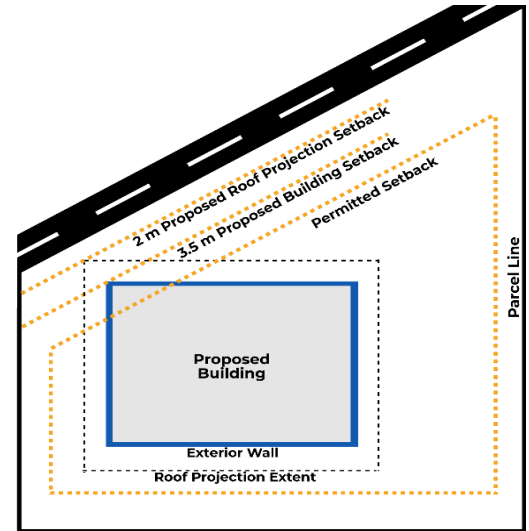 2 m Proposed Roof Projection Setback
3.5 m Proposed Building Setback
Permitted Setback
Parcel Line
Proposed
Building
Exterior Wall
Roof Projection Extent